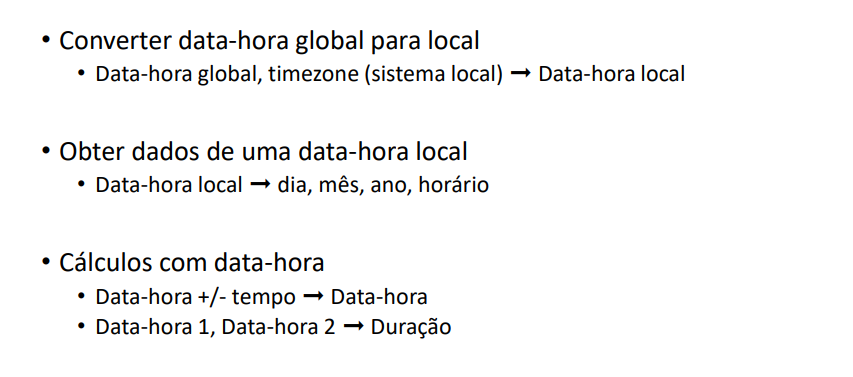 • Converter data-hora global para local
• Data-hora global, timezone (sistema local) ➞ Data-hora local
• Obter dados de uma data-hora local
• Data-hora local ➞ dia, mês, ano, horário
• Cálculos com data-hora
• Data-hora +/- tempo ➞ Data-hora
• Data-hora 1, Data-hora 2 ➞ Duração